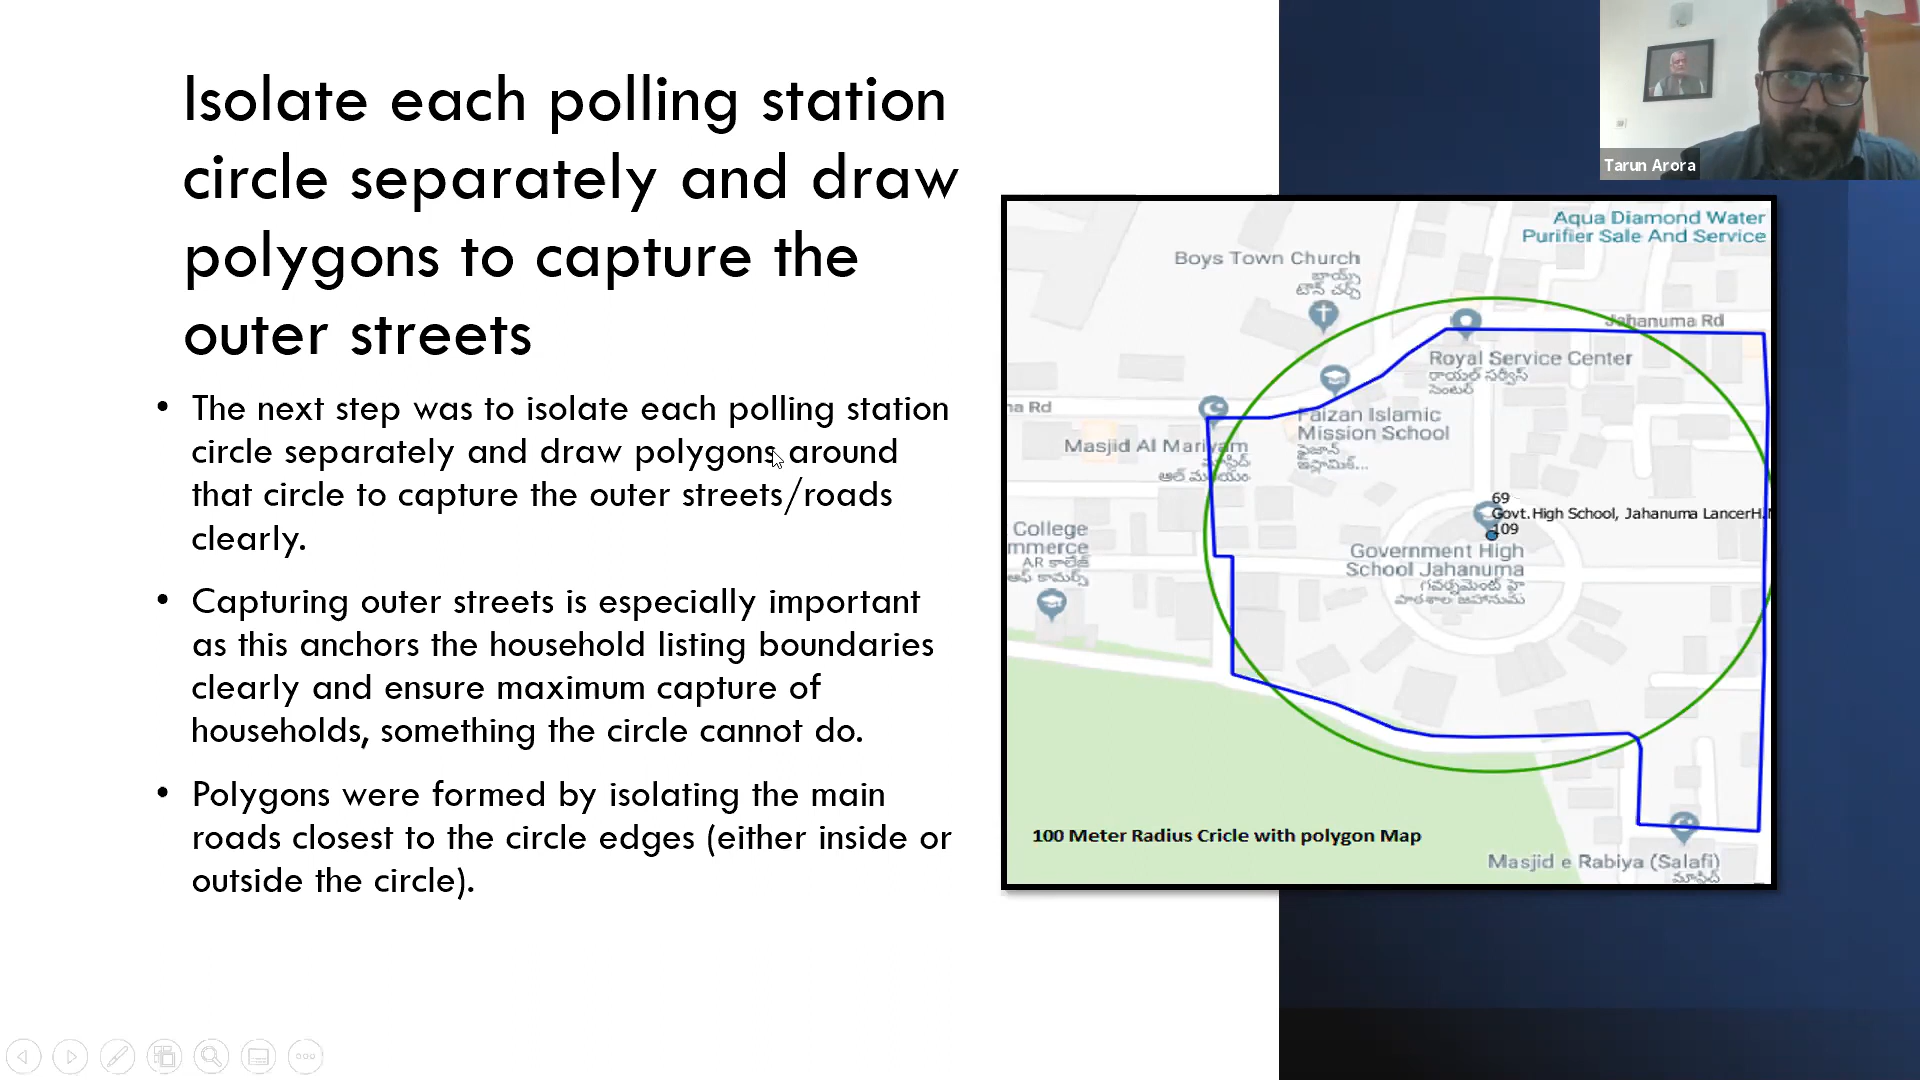 Isolate each polling station
circle separately and draw
polygons to capture the
outer streets
• The next step was to isolate each polling station
circle separately and draw polygons around
that circle to capture the outer streets/roads
clearly.
• Capturing outer streets is especially important
as this anchors the household listing boundaries
clearly and ensure maximum capture of
households, something the circle cannot do.
• Polygons were formed by isolating the main
roads closest to the circle edges (either inside or
outside the circle).
Tarun Arora
Aqua Diamond Water
Purifier Sale And Service
Boys Town Church
బాయ్స్
టౌన్ చర్చ్
Jahanuma Rd
Royal Service Center
రాయల్ సర్వీస్
సెంటర్
na Rd
Faizan Islamic
Mission School
ఫైజాన్
ఇస్లామిక్...
Masjid Al Mariyam
69
Govt.High School, Jahanuma LancerH.
109
College
mmerce
AR కాలేజ్
ఆఫ్ కామర్స్
Government High
School Jahanuma
గవర్నమెంట్ హై
పాఠశాల జహానుమ
100 Meter Radius Cricle with polygon Map
Masjid e Rabiya (Salafi)